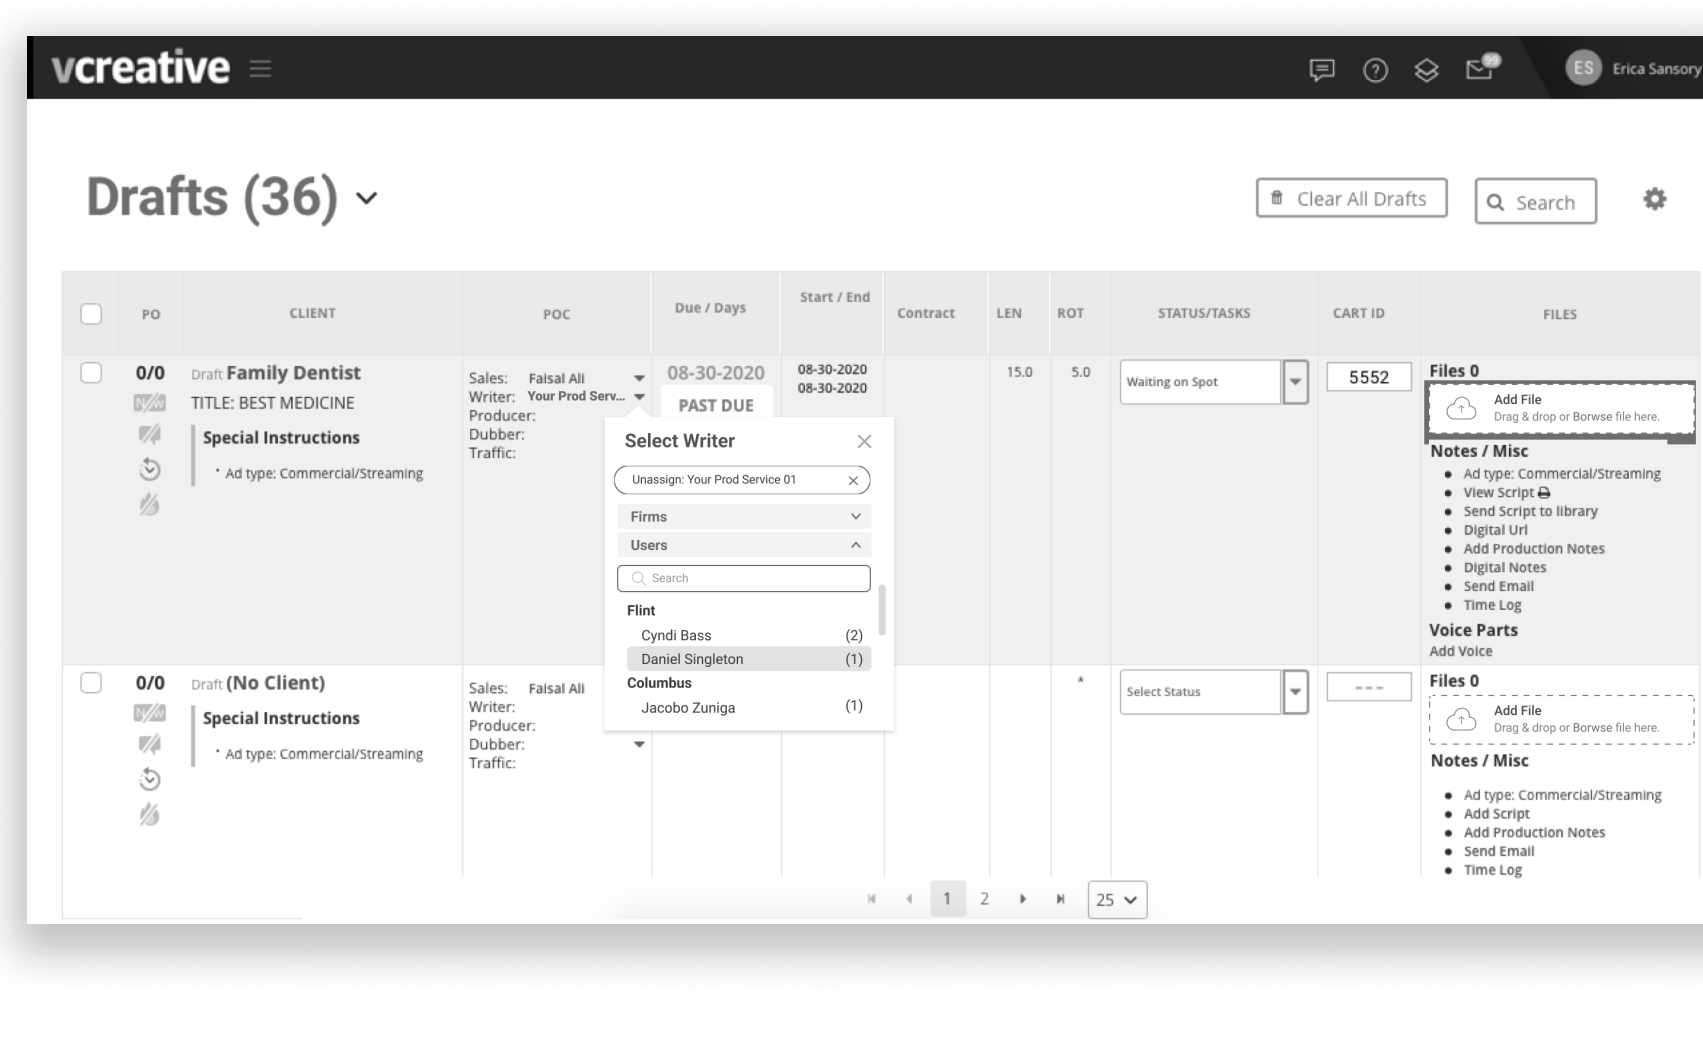 vcreative
99
ES
Erica Sansory
Drafts (36)
Clear All Drafts
Search
PO
CLIENT
POC
Due / Days
Start / End
Contract
LEN
ROT
STATUS/TASKS
CART ID
FILES
0/0
N/W
Draft Family Dentist
TITLE: BEST MEDICINE
Special Instructions
Ad type: Commercial/Streaming
Sales: Faisal Ali
Writer: Your Prod Serv...
Producer:
Dubber:
Traffic:
08-30-2020
PAST DUE
08-30-2020
08-30-2020
15.0
5.0
Waiting on Spot
5552
Files 0
Add File
Drag & drop or Borwse file here.
Notes / Misc
Ad type: Commercial/Streaming
View Script
Send Script to library
Digital Url
Add Production Notes
Digital Notes
Send Email
Time Log
Voice Parts
Add Voice
Select Writer
Unassign: Your Prod Service 01
Firms
Users
Search
Flint
Cyndi Bass (2)
Daniel Singleton (1)
Columbus
Jacobo Zuniga (1)
0/0
N/W
Draft (No Client)
Special Instructions
Ad type: Commercial/Streaming
Sales: Faisal Ali
Writer:
Producer:
Dubber:
Traffic:
*
Select Status
---
Files 0
Add File
Drag & drop or Borwse file here.
Notes / Misc
Ad type: Commercial/Streaming
Add Script
Add Production Notes
Send Email
Time Log
1
2
25